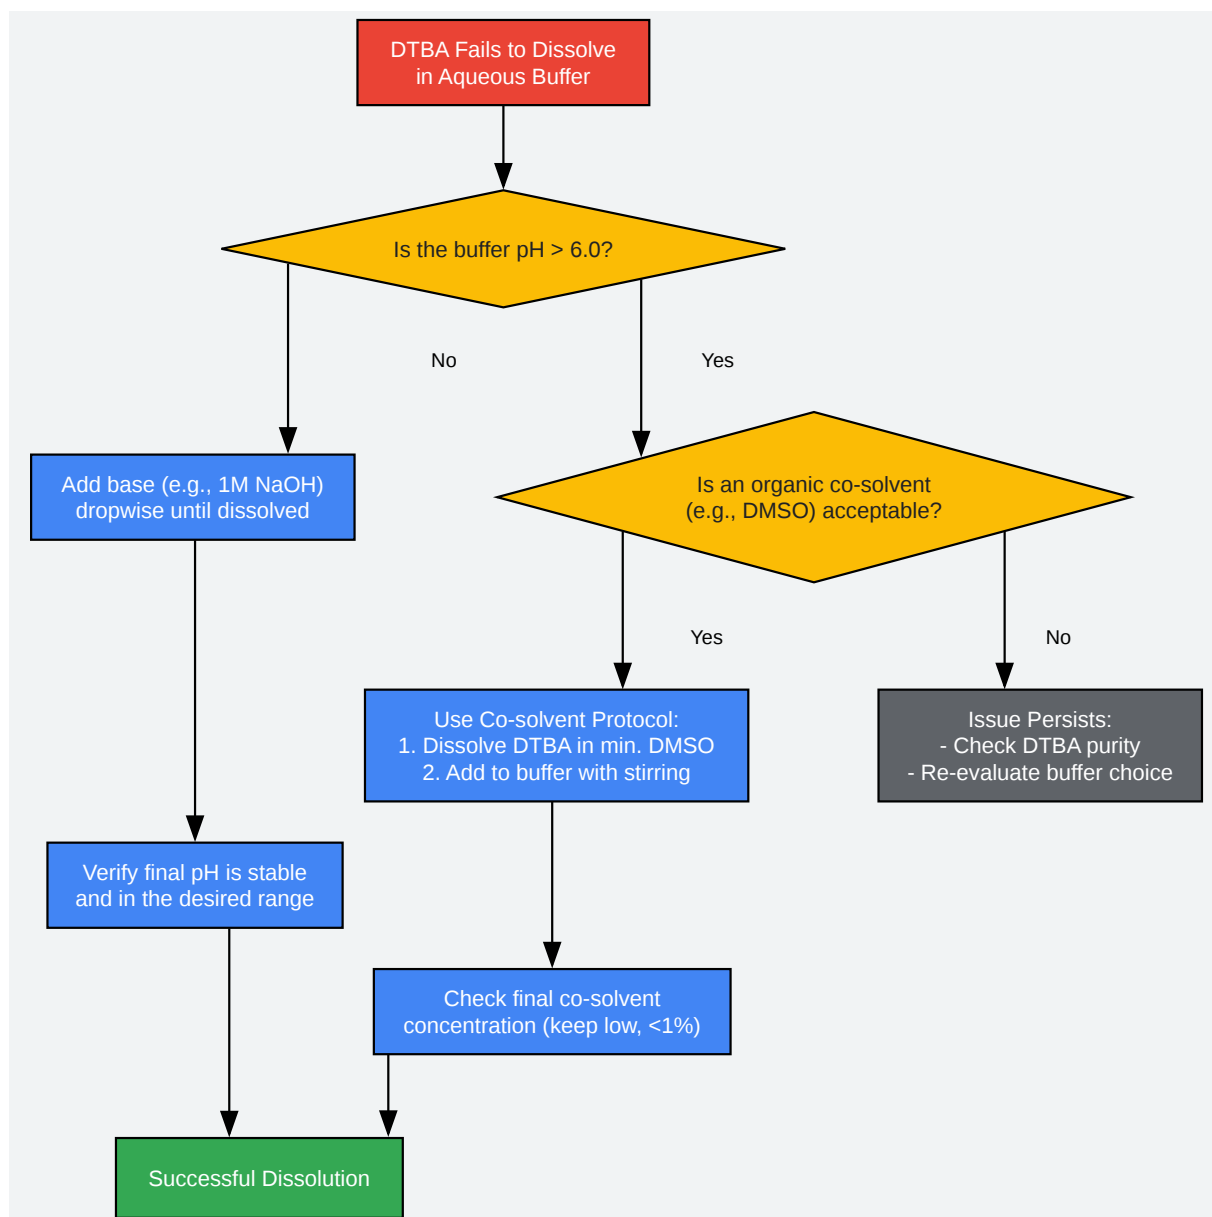 DTBA Fails to Dissolve
in Aqueous Buffer
Is the buffer pH > 6.0?
No
Yes
Add base (e.g., 1M NaOH)
dropwise until dissolved
Is an organic co-solvent
(e.g., DMSO) acceptable?
Yes
No
Use Co-solvent Protocol:
1. Dissolve DTBA in min. DMSO
2. Add to buffer with stirring
Issue Persists:
- Check DTBA purity
- Re-evaluate buffer choice
Verify final pH is stable
and in the desired range
Check final co-solvent
concentration (keep low, <1%)
Successful Dissolution